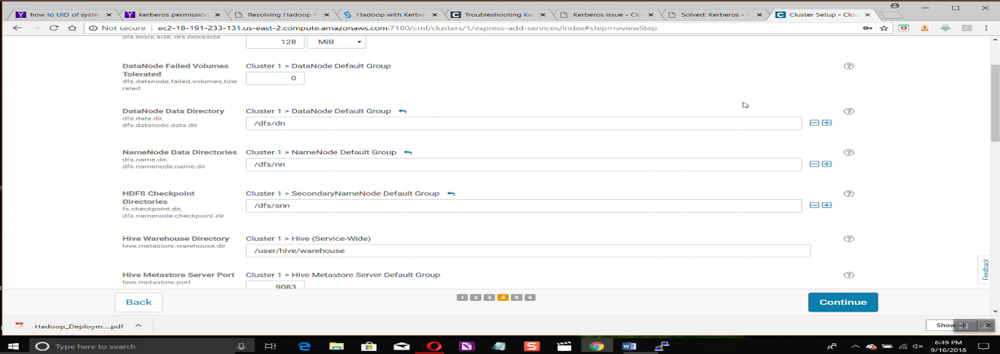 how to UID of syste
kerberos permission
Resolving Hadoop P
Hadoop with Kerbe
Troubleshooting Ke
Kerberos issue - Clo
Solved: Kerberos - I
Cluster Setup - Clou
Not secure
ec2-18-191-233-131.us-east-2.compute.amazonaws.com:7180/cmf/clusters/1/express-add-services/index#step=reviewStep
dfs.block.size, dfs.blocksize
128
MiB
DataNode Failed Volumes
Tolerated
dfs.datanode.failed.volumes.tole
rated
Cluster 1 > DataNode Default Group
0
DataNode Data Directory
dfs.data.dir,
dfs.datanode.data.dir
Cluster 1 > DataNode Default Group
/dfs/dn
NameNode Data Directories
dfs.name.dir,
dfs.namenode.name.dir
Cluster 1 > NameNode Default Group
/dfs/nn
HDFS Checkpoint
Directories
fs.checkpoint.dir,
dfs.namenode.checkpoint.dir
Cluster 1 > SecondaryNameNode Default Group
/dfs/snn
Hive Warehouse Directory
hive.metastore.warehouse.dir
Cluster 1 > Hive (Service-Wide)
/user/hive/warehouse
Hive Metastore Server Port
hive.metastore.port
Cluster 1 > Hive Metastore Server Default Group
9083
Feedback
Back
1 2 3 4 5 6
Continue
Hadoop_Deploym....pdf
Show all
Type here to search
6:49 PM
9/16/2018